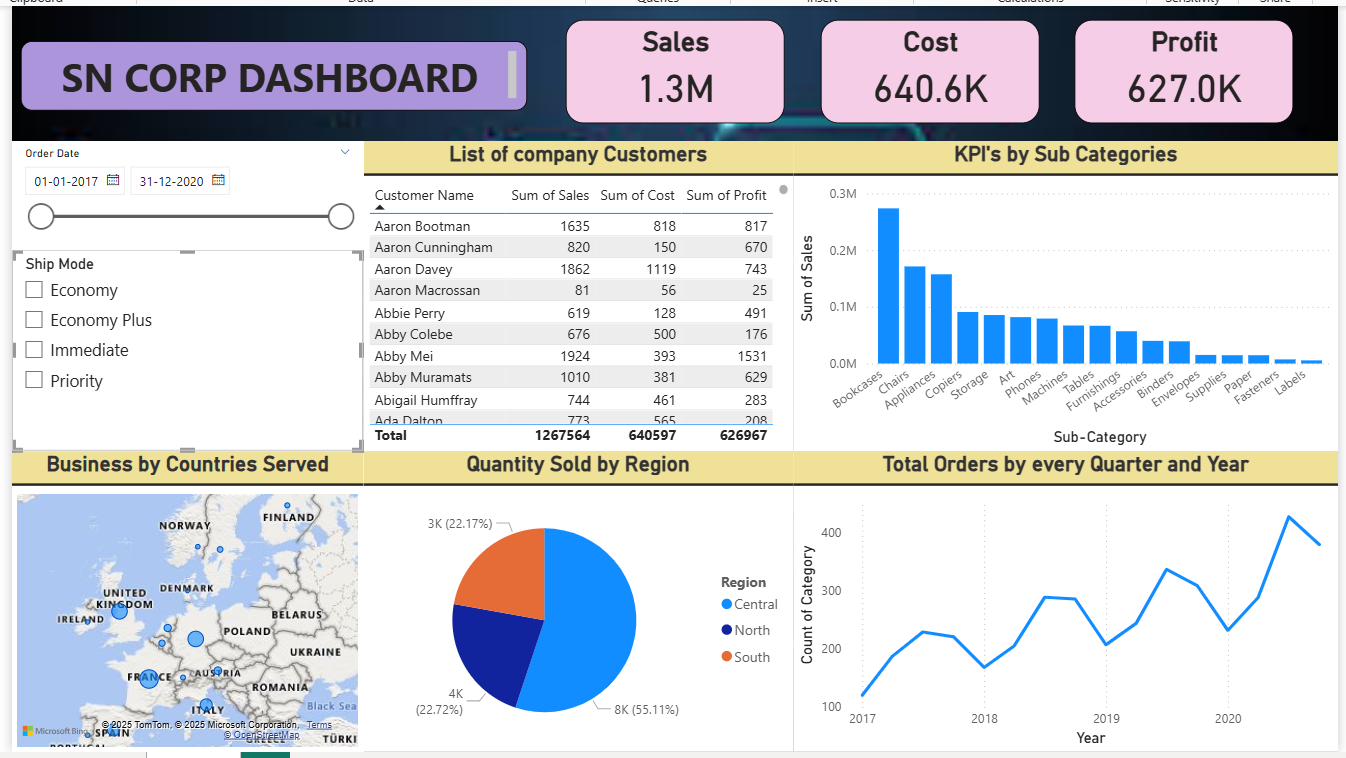 Clipboard Data Queries Insert Calculations Sensitivity Share
SN CORP DASHBOARD
Sales
1.3M
Cost
640.6K
Profit
627.0K
Order Date
01-01-2017 31-12-2020
Ship Mode
Economy
Economy Plus
Immediate
Priority
List of company Customers
Customer Name Sum of Sales Sum of Cost Sum of Profit
Aaron Bootman 1635 818 817
Aaron Cunningham 820 150 670
Aaron Davey 1862 1119 743
Aaron Macrossan 81 56 25
Abbie Perry 619 128 491
Abby Colebe 676 500 176
Abby Mei 1924 393 1531
Abby Muramats 1010 381 629
Abigail Humffray 744 461 283
Ada Dalton 773 565 208
Total 1267564 640597 626967
KPI's by Sub Categories
Sum of Sales
0.3M
0.2M
0.1M
0.0M
Bookcases Chairs Appliances Copiers Storage Art Phones Machines Tables Furnishings Accessories Binders Envelopes Supplies Paper Fasteners Labels
Sub-Category
Business by Countries Served
NORWAY
FINLAND
UNITED
KINGDOM
DENMARK
IRELAND
BELARUS
POLAND
UKRAINE
FRANCE
AUSTRIA
ROMANIA
ITALY
Black Sea
SPAIN
PORTUGAL
GREECE
TÜRKI
Microsoft Bing
© 2025 TomTom, © 2025 Microsoft Corporation, Terms
© OpenStreetMap
Quantity Sold by Region
3K (22.17%)
4K
(22.72%)
8K (55.11%)
Region
Central
North
South
Total Orders by every Quarter and Year
Count of Category
400
300
200
100
2017 2018 2019 2020
Year